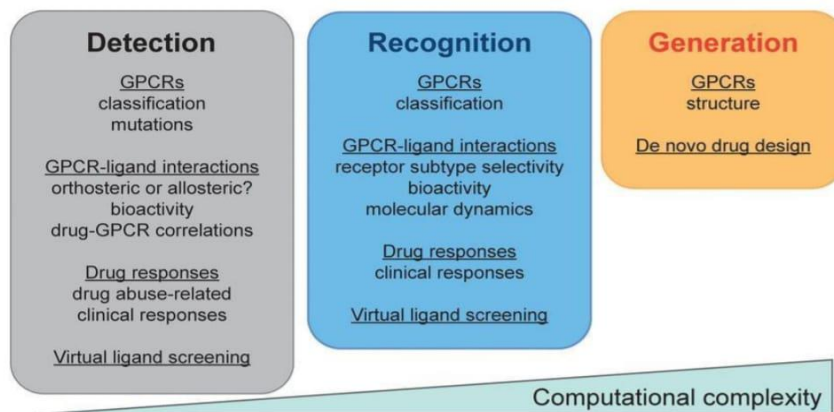 Detection
GPCRs
classification
mutations
GPCR-ligand interactions
orthosteric or allosteric?
bioactivity
drug-GPCR correlations
Drug responses
drug abuse-related
clinical responses
Virtual ligand screening
Recognition
GPCRs
classification
GPCR-ligand interactions
receptor subtype selectivity
bioactivity
molecular dynamics
Drug responses
clinical responses
Virtual ligand screening
Generation
GPCRs
structure
De novo drug design
Computational complexity